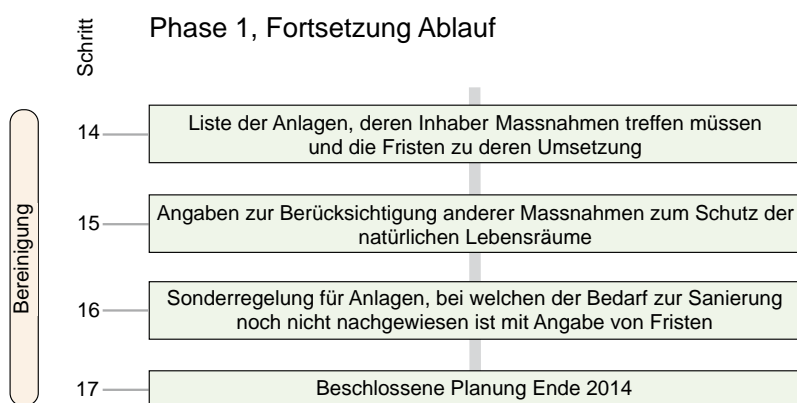 Schritt
Phase 1, Fortsetzung Ablauf
Bereinigung
14
Liste der Anlagen, deren Inhaber Massnahmen treffen müssen
und die Fristen zu deren Umsetzung
15
Angaben zur Berücksichtigung anderer Massnahmen zum Schutz der
natürlichen Lebensräume
16
Sonderregelung für Anlagen, bei welchen der Bedarf zur Sanierung
noch nicht nachgewiesen ist mit Angabe von Fristen
17
Beschlossene Planung Ende 2014